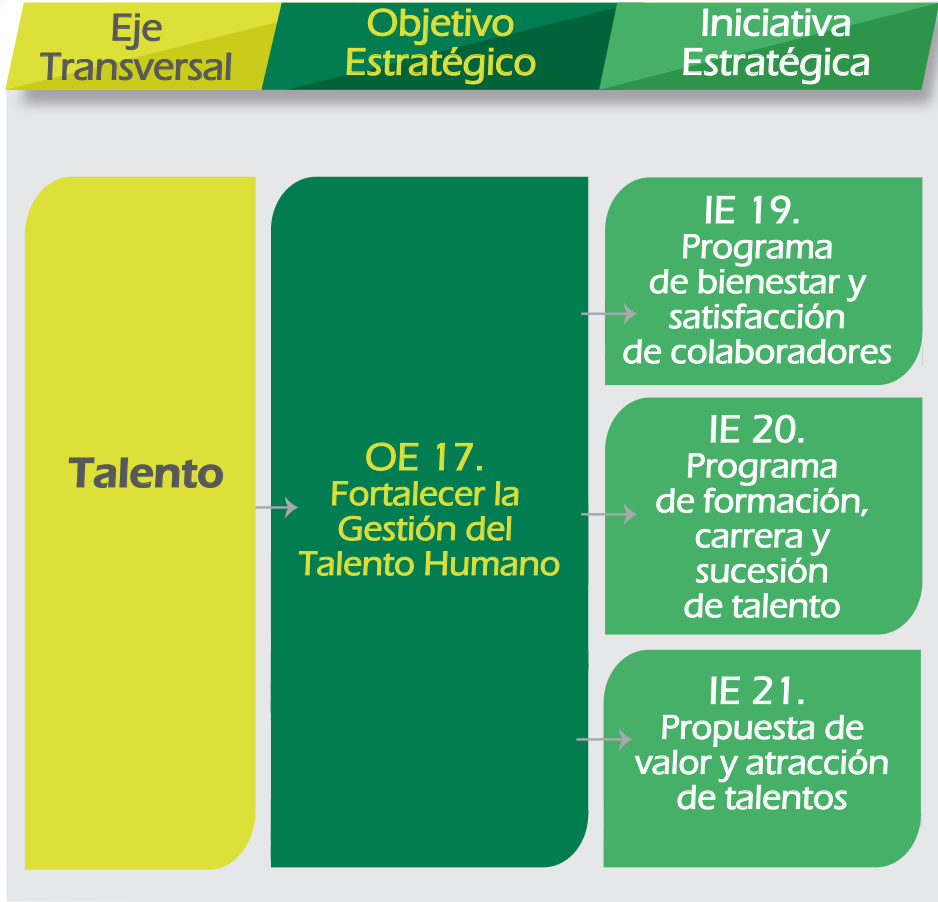 Eje
Transversal
Objetivo
Estratégico
Iniciativa
Estratégica
Talento
OE 17.
Fortalecer la
Gestión del
Talento Humano
IE 19.
Programa
de bienestar y
satisfacción
de colaboradores
IE 20.
Programa
de formación,
carrera y
sucesión
de talento
IE 21.
Propuesta de
valor y atracción
de talentos